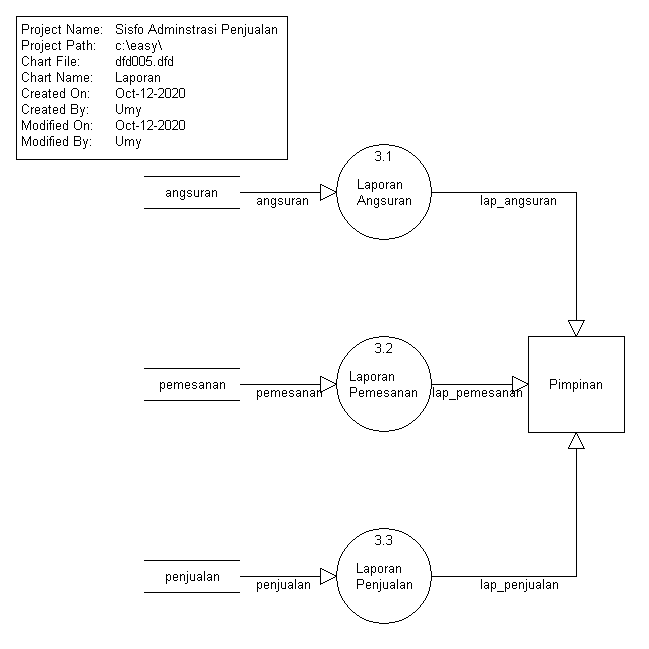 Project Name: Sisfo Adminstrasi Penjualan
Project Path: c:\easy\
Chart File: dfd005.dfd
Chart Name: Laporan
Created On: Oct-12-2020
Created By: Umy
Modified On: Oct-12-2020
Modified By: Umy
3.1
angsuran
angsuran
Laporan
Angsuran
lap_angsuran
3.2
pemesanan
pemesanan
Laporan
Pemesanan
lap_pemesanan
Pimpinan
3.3
penjualan
penjualan
Laporan
Penjualan
lap_penjualan